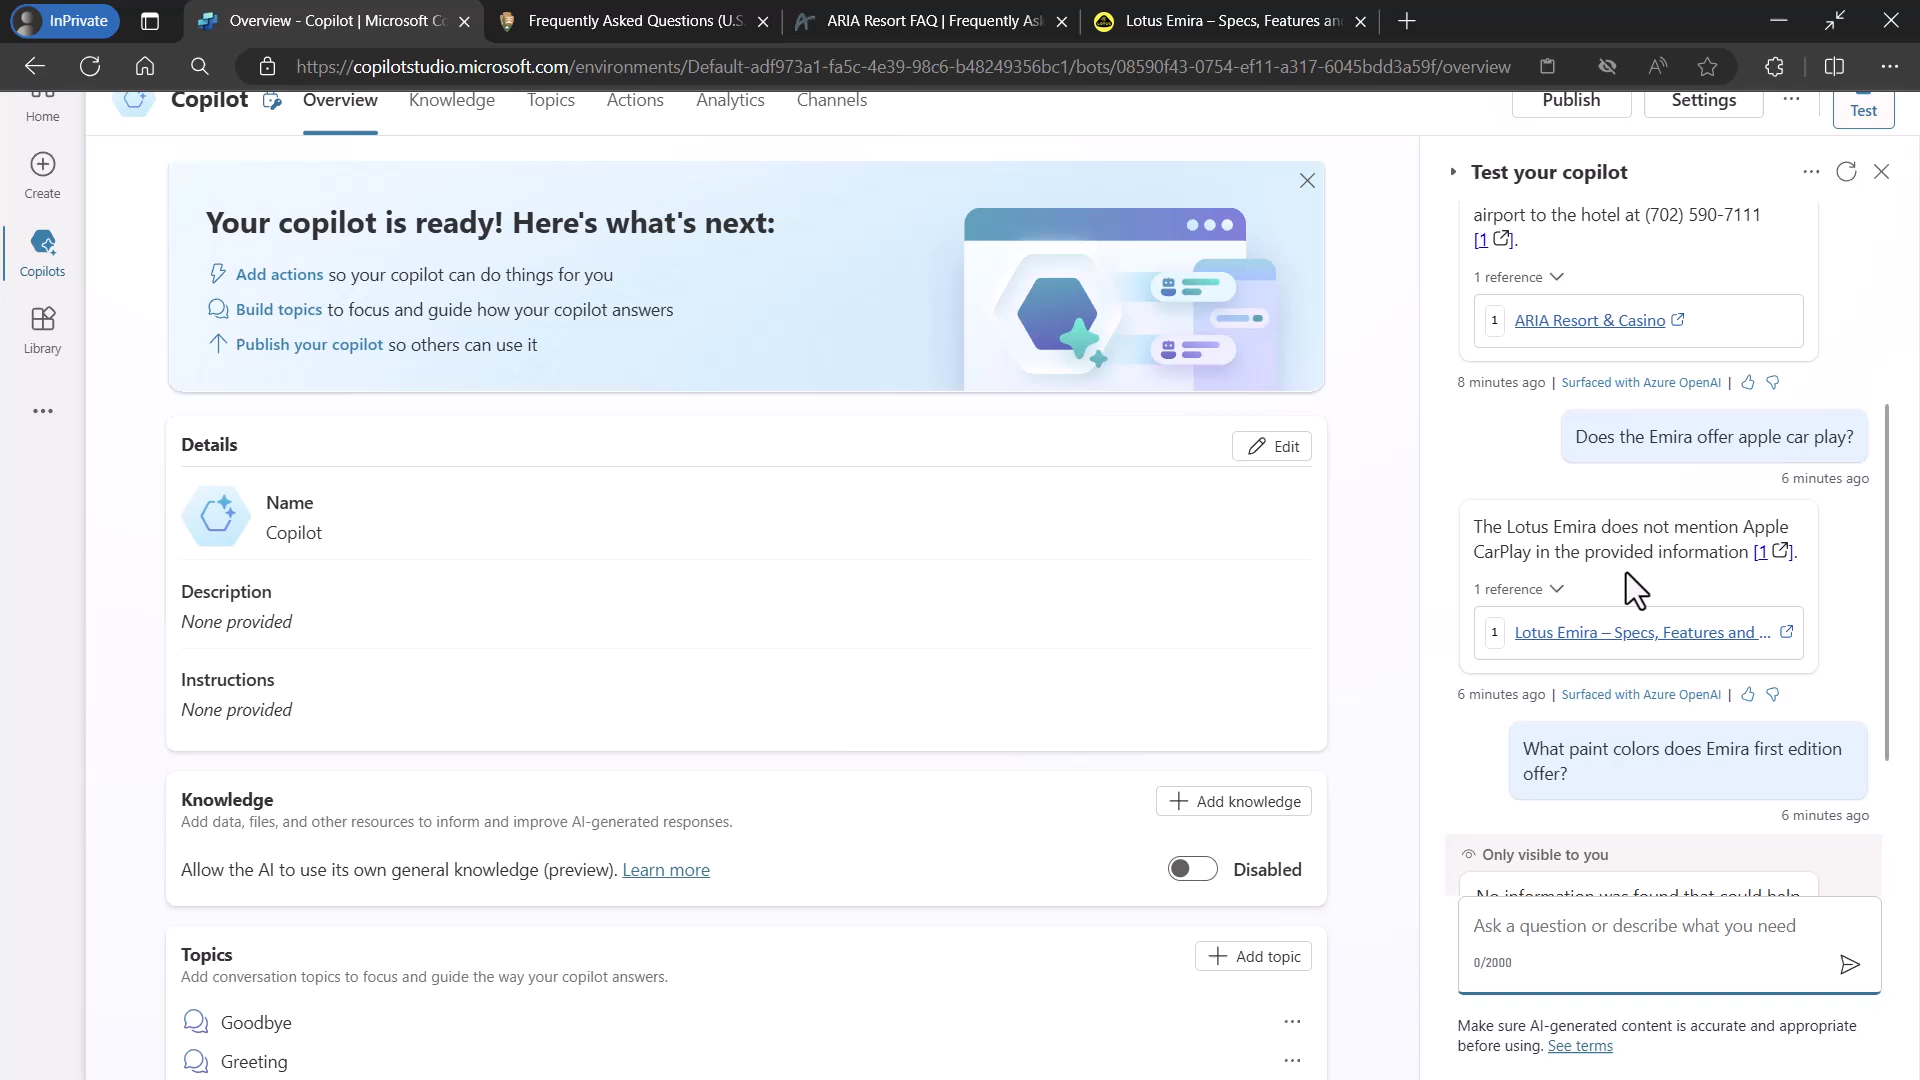 InPrivate
Overview - Copilot | Microsoft Co
Frequently Asked Questions (U.S.
ARIA Resort FAQ | Frequently Ask
Lotus Emira – Specs, Features an
https://copilotstudio.microsoft.com/environments/Default-adf973a1-fa5c-4e39-98c6-b48249356bc1/bots/08590f43-0754-ef11-a317-6045bdd3a59f/overview
Home
Create
Copilots
Library
Copilot
Overview
Knowledge
Topics
Actions
Analytics
Channels
Publish
Settings
Test
Your copilot is ready! Here's what's next:
Add actions so your copilot can do things for you
Build topics to focus and guide how your copilot answers
Publish your copilot so others can use it
Details
Edit
Name
Copilot
Description
None provided
Instructions
None provided
Knowledge
Add data, files, and other resources to inform and improve AI-generated responses.
Add knowledge
Allow the AI to use its own general knowledge (preview). Learn more
Disabled
Topics
Add conversation topics to focus and guide the way your copilot answers.
Add topic
Goodbye
Greeting
Test your copilot
airport to the hotel at (702) 590-7111
[1].
1 reference
1 ARIA Resort & Casino
8 minutes ago | Surfaced with Azure OpenAI |
Does the Emira offer apple car play?
6 minutes ago
The Lotus Emira does not mention Apple
CarPlay in the provided information [1].
1 reference
1 Lotus Emira – Specs, Features and ...
6 minutes ago | Surfaced with Azure OpenAI |
What paint colors does Emira first edition
offer?
6 minutes ago
Only visible to you
No information was found that could help
Ask a question or describe what you need
0/2000
Make sure AI-generated content is accurate and appropriate
before using. See terms